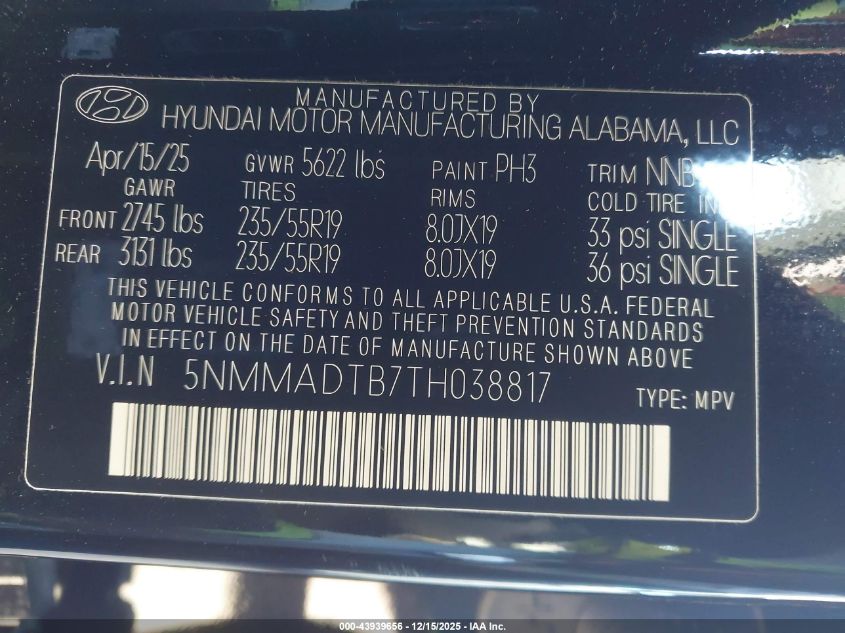 MANUFACTURED BY
HYUNDAI MOTOR MANUFACTURING ALABAMA, LLC
Apr/15/25 GVWR 5622 lbs PAINT PH3 TRIM NNB
GAWR TIRES RIMS COLD TIRE IN
FRONT 2745 lbs 235/55R19 8.0JX19 33 psi SINGLE
REAR 3131 lbs 235/55R19 8.0JX19 36 psi SINGLE
THIS VEHICLE CONFORMS TO ALL APPLICABLE U.S.A. FEDERAL
MOTOR VEHICLE SAFETY AND THEFT PREVENTION STANDARDS
IN EFFECT ON THE DATE OF MANUFACTURE SHOWN ABOVE
V.I.N 5NMMADTB7TH038817 TYPE: MPV
000-43939656 - 12/15/2025 - IAA Inc.